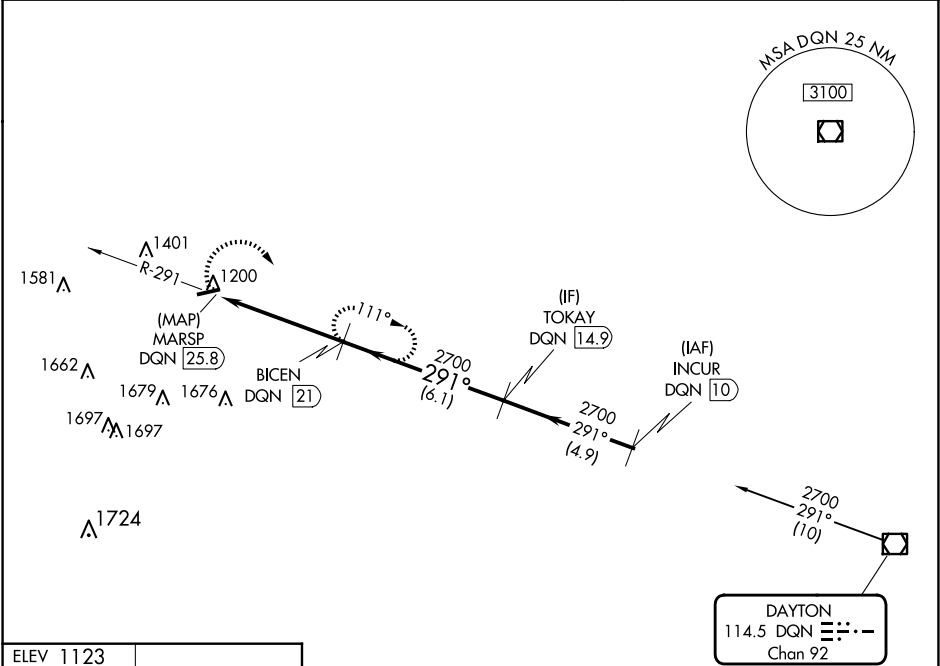 MSA DQN 25 NM
3100
1401
R-291
1581
1200
(MAP)
MARSP
DQN 25.8
111°
(IF)
TOKAY
DQN 14.9
(IAF)
INCUR
DQN 10
1662
BICEN
DQN 21
2700
291°
(6.1)
1679
1676
2700
291°
(4.9)
1697
1697
2700
291°
(10)
1724
DAYTON
114.5 DQN
Chan 92
ELEV 1123